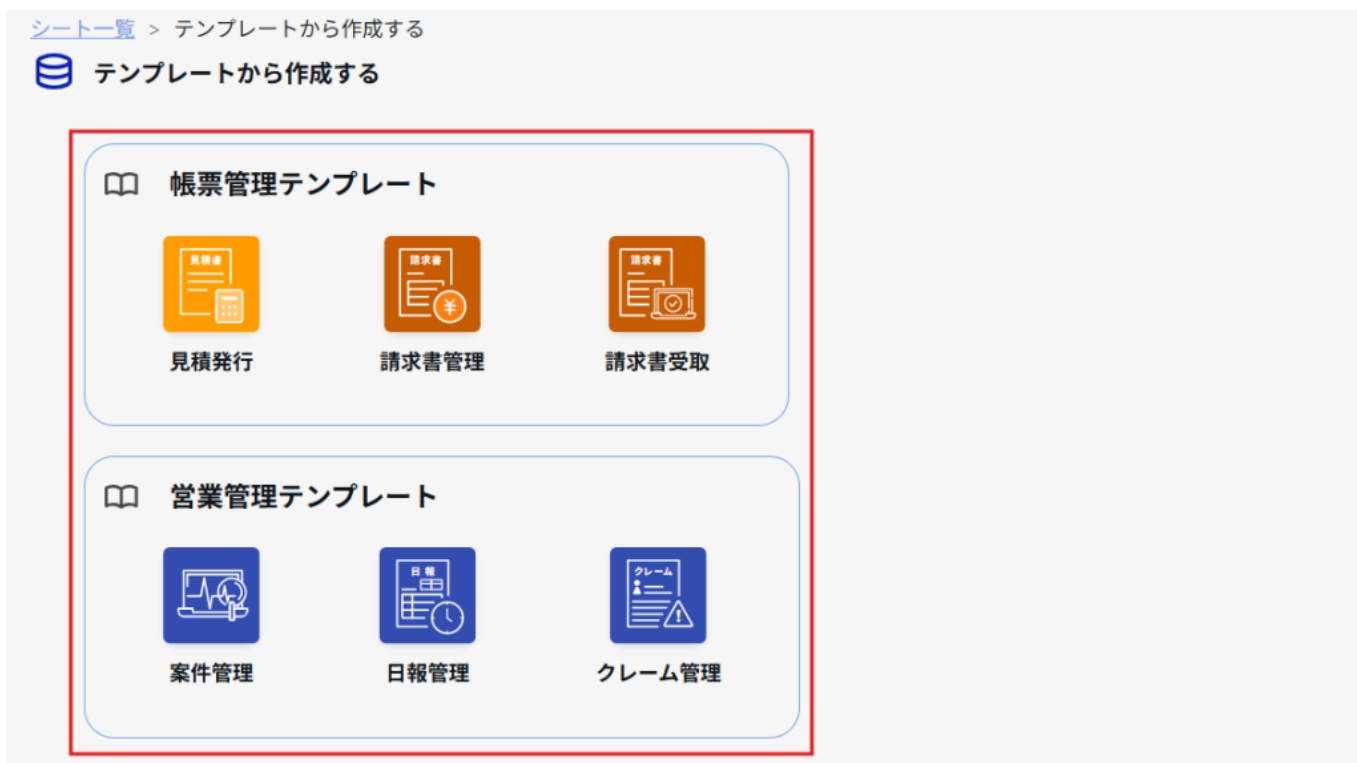 シート一覧 > テンプレートから作成する
テンプレートから作成する
帳票管理テンプレート
見積書
請求書
¥
請求書
見積発行
請求書管理
請求書受取
営業管理テンプレート
日報
クレーム
案件管理
日報管理
クレーム管理